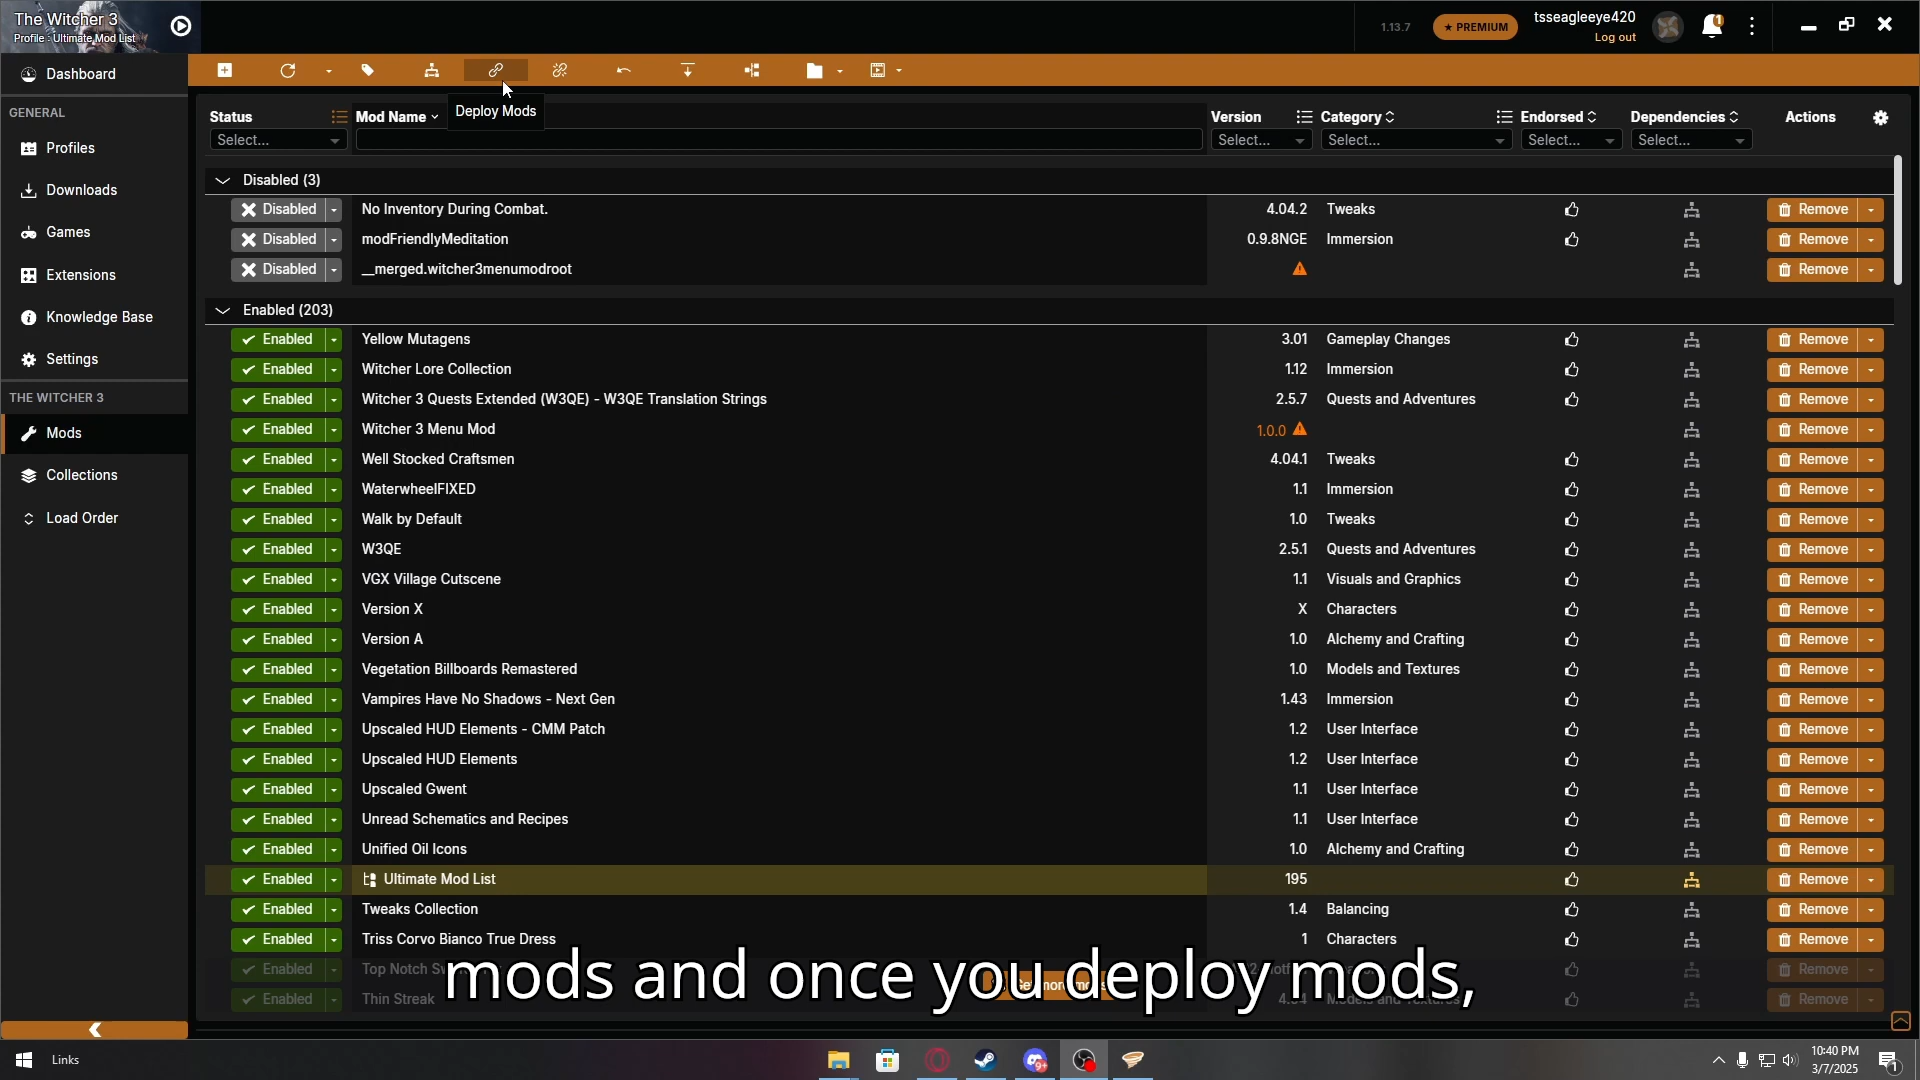 The Witcher 3
Profile : Ultimate Mod List
1.13.7
PREMIUM
tsseagleeye420
Log out
1
Dashboard
GENERAL
Profiles
Downloads
Games
Extensions
Knowledge Base
Settings
THE WITCHER 3
Mods
Collections
Load Order
Deploy Mods
Status Mod Name Version Category Endorsed Dependencies Actions
Select... Select... Select... Select... Select...
Disabled (3)
Disabled No Inventory During Combat. 4.04.2 Tweaks Remove
Disabled modFriendlyMeditation 0.9.8NGE Immersion Remove
Disabled __merged.witcher3menumodroot Remove
Enabled (203)
Enabled Yellow Mutagens 3.01 Gameplay Changes Remove
Enabled Witcher Lore Collection 1.12 Immersion Remove
Enabled Witcher 3 Quests Extended (W3QE) - W3QE Translation Strings 2.5.7 Quests and Adventures Remove
Enabled Witcher 3 Menu Mod 1.0.0 Remove
Enabled Well Stocked Craftsmen 4.04.1 Tweaks Remove
Enabled WaterwheelFIXED 1.1 Immersion Remove
Enabled Walk by Default 1.0 Tweaks Remove
Enabled W3QE 2.5.1 Quests and Adventures Remove
Enabled VGX Village Cutscene 1.1 Visuals and Graphics Remove
Enabled Version X X Characters Remove
Enabled Version A 1.0 Alchemy and Crafting Remove
Enabled Vegetation Billboards Remastered 1.0 Models and Textures Remove
Enabled Vampires Have No Shadows - Next Gen 1.43 Immersion Remove
Enabled Upscaled HUD Elements - CMM Patch 1.2 User Interface Remove
Enabled Upscaled HUD Elements 1.2 User Interface Remove
Enabled Upscaled Gwent 1.1 User Interface Remove
Enabled Unread Schematics and Recipes 1.1 User Interface Remove
Enabled Unified Oil Icons 1.0 Alchemy and Crafting Remove
Enabled Ultimate Mod List 195 Remove
Enabled Tweaks Collection 1.4 Balancing Remove
Enabled Triss Corvo Bianco True Dress 1 Characters Remove
Enabled Top Notch Remove
Enabled Thin Streak Models and Textures Remove
mods and once you deploy mods,
Links
10:40 PM
3/7/2025
1